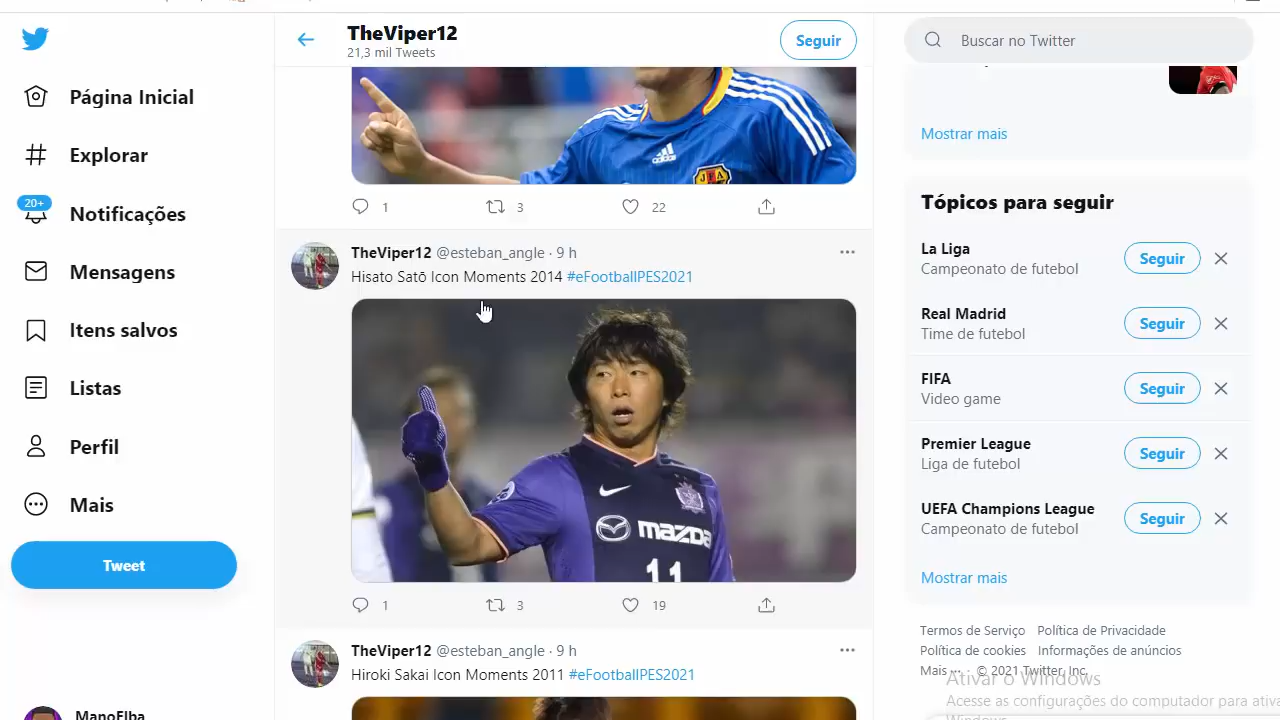 TheViper12
21,3 mil Tweets
Seguir
Buscar no Twitter
Página Inicial
Explorar
20+
Notificações
Mensagens
Itens salvos
Listas
Perfil
Mais
Tweet
ManoElba
JFA
1 3 22
TheViper12 @esteban_angle · 9 h
Hisato Satō Icon Moments 2014 #eFootballPES2021
mazda
11
1 3 19
TheViper12 @esteban_angle · 9 h
Hiroki Sakai Icon Moments 2011 #eFootballPES2021
Mostrar mais
Tópicos para seguir
La Liga
Campeonato de futebol
Seguir
Real Madrid
Time de futebol
Seguir
FIFA
Video game
Seguir
Premier League
Liga de futebol
Seguir
UEFA Champions League
Campeonato de futebol
Seguir
Mostrar mais
Termos de Serviço Política de Privacidade
Política de cookies Informações de anúncios
Mais ··· © 2021 Twitter, Inc.
Ativar o Windows
Acesse as configurações do computador para ativa
Windows